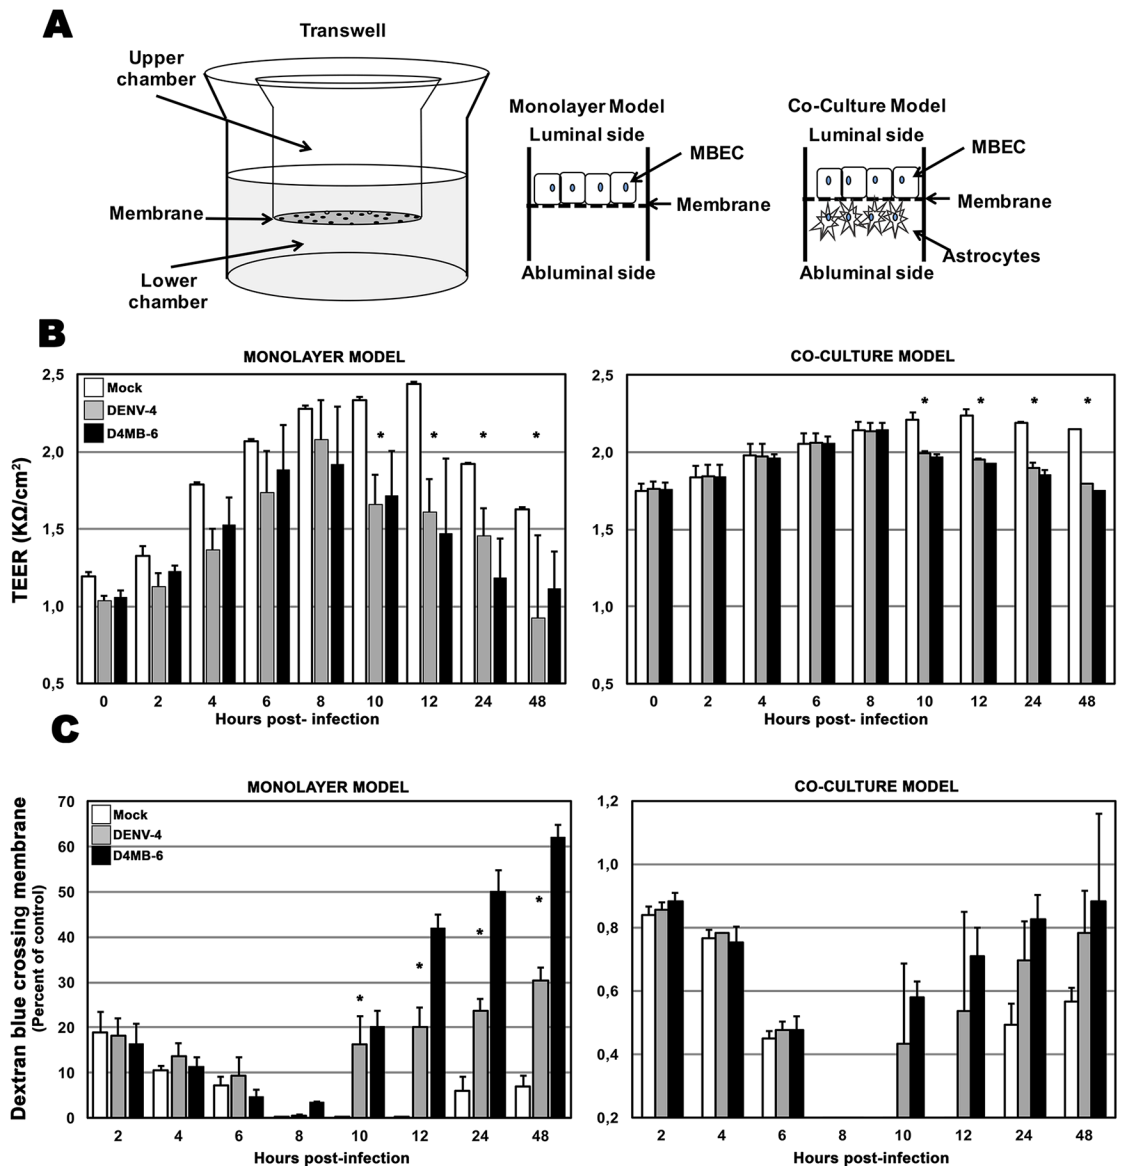 A
Transwell
Upper
chamber
Membrane
Lower
chamber
Monolayer Model
Luminal side
MBEC
Membrane
Abluminal side
Co-Culture Model
Luminal side
MBEC
Membrane
Astrocytes
Abluminal side
B
MONOLAYER MODEL
TEER (KΩ/cm²)
2,5
2,0
1,5
1,0
0,5
Mock
DENV-4
D4MB-6
* * * *
0 2 4 6 8 10 12 24 48
Hours post- infection
CO-CULTURE MODEL
2,5
2,0
1,5
1,0
0,5
* * * *
0 2 4 6 8 10 12 24 48
Hours post- infection
C
MONOLAYER MODEL
Dextran blue crossing membrane
(Percent of control)
70
60
50
40
30
20
10
0
Mock
DENV-4
D4MB-6
* * * *
2 4 6 8 10 12 24 48
Hours post-infection
CO-CULTURE MODEL
1,2
1,0
0,8
0,6
0,4
0,2
2 4 6 8 10 12 24 48
Hours post-infection